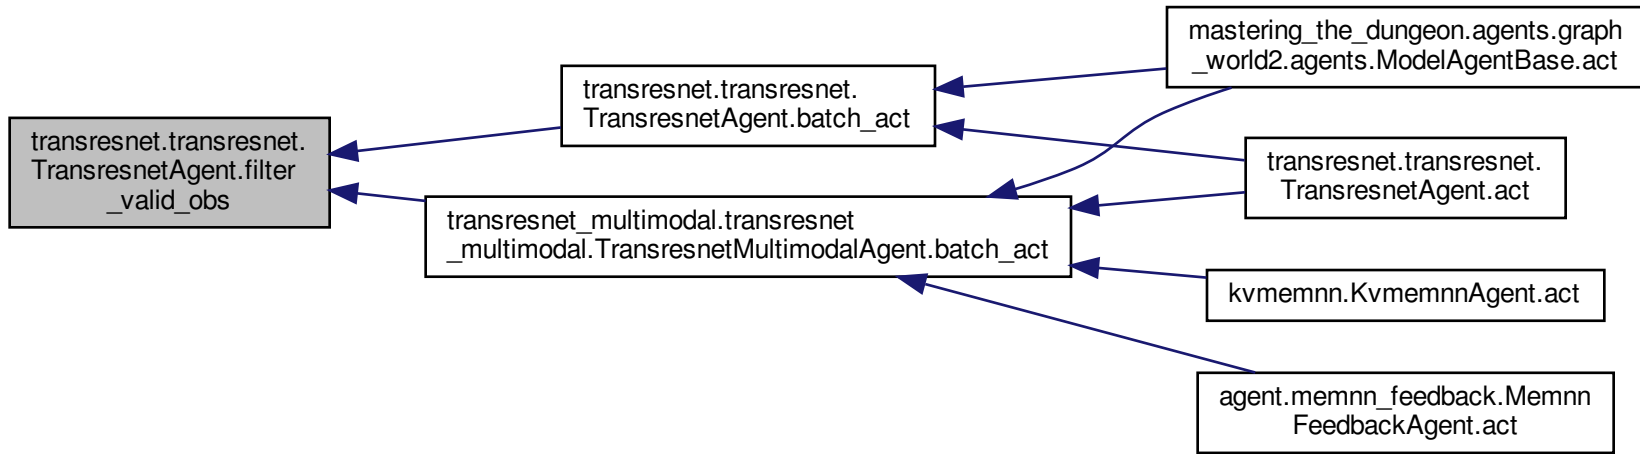 transresnet.transresnet.
TransresnetAgent.filter
_valid_obs
transresnet.transresnet.
TransresnetAgent.batch_act
transresnet_multimodal.transresnet
_multimodal.TransresnetMultimodalAgent.batch_act
mastering_the_dungeon.agents.graph
_world2.agents.ModelAgentBase.act
transresnet.transresnet.
TransresnetAgent.act
kvmemnn.KvmemnnAgent.act
agent.memnn_feedback.Memnn
FeedbackAgent.act